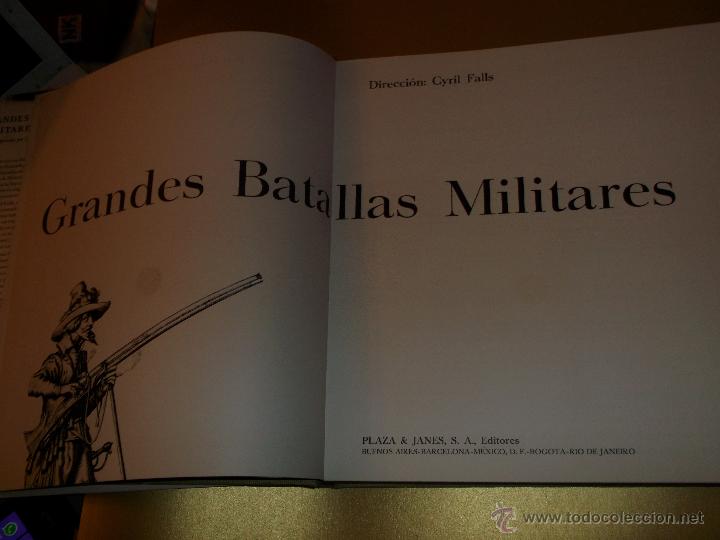 Dirección: Cyril Falls
Grandes Batallas Militares
PLAZA & JANES, S. A., Editores
BUENOS AIRES-BARCELONA-MEXICO, D. F.-BOGOTA-RIO DE JANEIRO
© www.todocoleccion.net